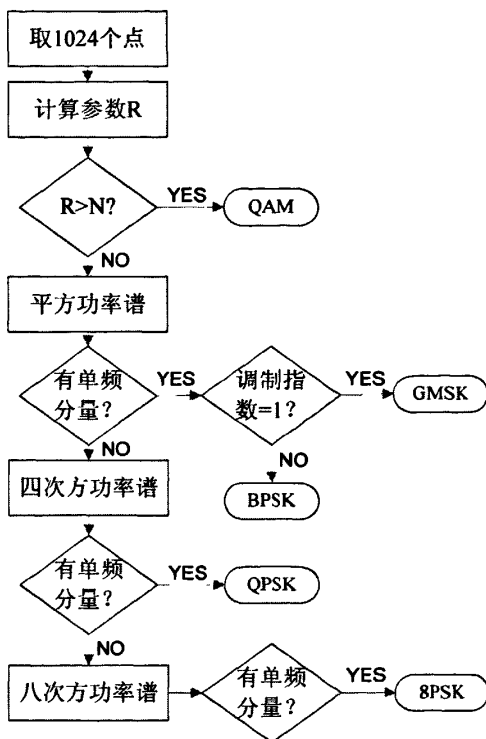 取1024个点
计算参数R
R>N?
YES
QAM
NO
平方功率谱
有单频
分量?
YES
调制指
数=1?
YES
GMSK
NO
NO
BPSK
四次方功率谱
有单频
分量?
YES
QPSK
NO
八次方功率谱
有单频
分量?
YES
8PSK